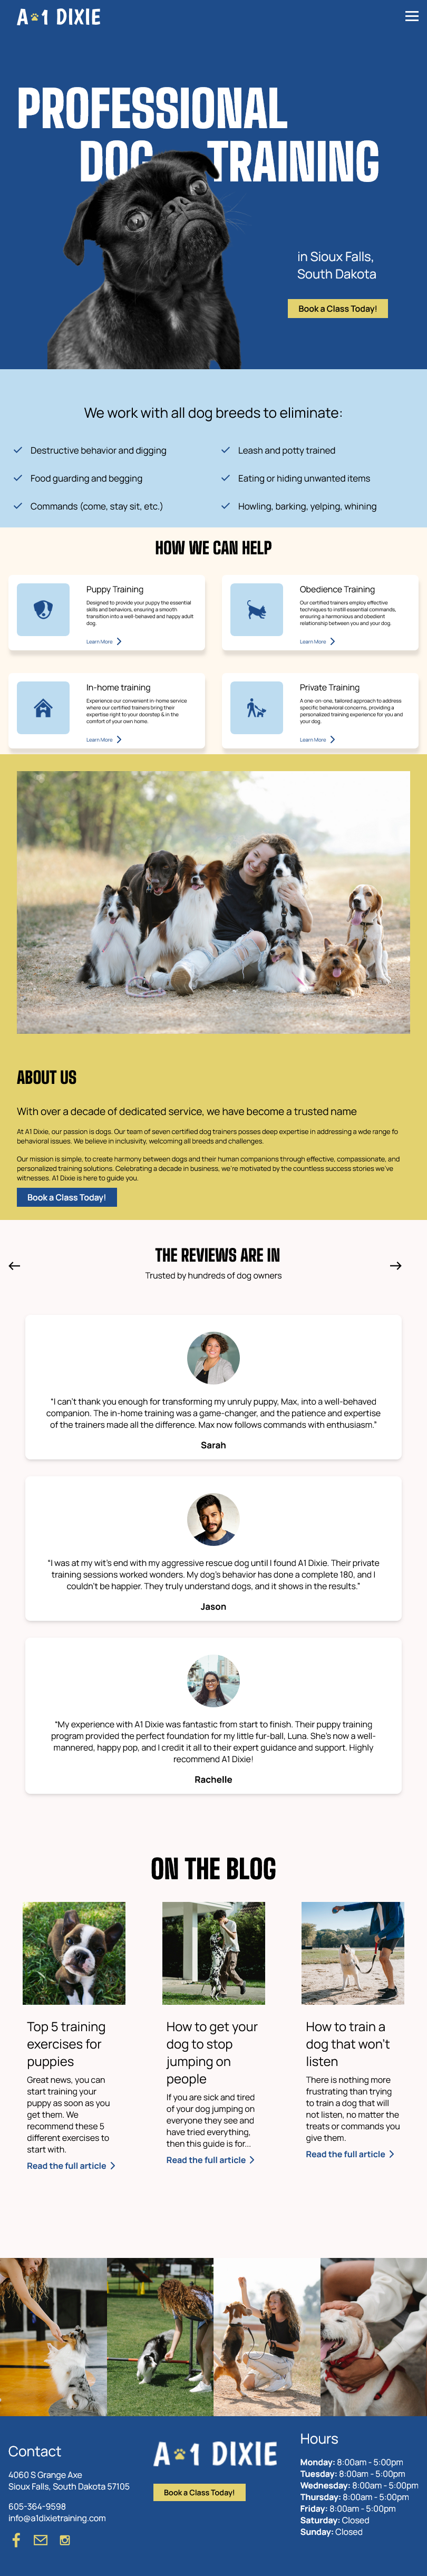 A 1 DIXIE
PROFESSIONAL
DOG TRAINING
in Sioux Falls,
South Dakota
Book a Class Today!
We work with all dog breeds to eliminate:
Destructive behavior and digging
Leash and potty trained
Food guarding and begging
Eating or hiding unwanted items
Commands (come, stay sit, etc.)
Howling, barking, yelping, whining
HOW WE CAN HELP
Puppy Training
Designed to provide your puppy the essential
skills and behaviors, ensuring a smooth
transition into a well-behaved and happy adult
dog.
Learn More
Obedience Training
Our certified trainers employ effective
techniques to instill essential commands,
ensuring a harmonious and obedient
relationship between you and your dog.
Learn More
In-home training
Experience our convenient in-home service
where our certified trainers bring their
expertise right to your doorstep & in the
comfort of your own home.
Learn More
Private Training
A one-on-one, tailored approach to address
specific behavioral concerns, providing a
personalized training experience for you and
your dog.
Learn More
ABOUT US
With over a decade of dedicated service, we have become a trusted name
At A1 Dixie, our passion is dogs. Our team of seven certified dog trainers posses deep expertise in addressing a wde range fo
behavioral issues. We believe in inclusivity, welcoming all breeds and challenges.
Our mission is simple, to create harmony between dogs and their human companions through effective, compassionate, and
personalized training solutions. Celebrating a decade in business, we're motivated by the countless success stories we've
witnesses. A1 Dixie is here to guide you.
Book a Class Today!
THE REVIEWS ARE IN
Trusted by hundreds of dog owners
"I can't thank you enough for transforming my unruly puppy, Max, into a well-behaved
companion. The in-home training was a game-changer, and the patience and expertise
of the trainers made all the difference. Max now follows commands with enthusiasm."
Sarah
"I was at my wit's end with my aggressive rescue dog until I found A1 Dixie. Their private
training sessions worked wonders. My dog's behavior has done a complete 180, and I
couldn't be happier. They truly understand dogs, and it shows in the results."
Jason
"My experience with A1 Dixie was fantastic from start to finish. Their puppy training
program provided the perfect foundation for my little fur-ball, Luna. She's now a well-
mannered, happy pop, and I credit it all to their expert guidance and support. Highly
recommend A1 Dixie!
Rachelle
ON THE BLOG
Top 5 training
exercises for
puppies
Great news, you can
start training your
puppy as soon as you
get them. We
recommend these 5
different exercises to
start with.
Read the full article
How to get your
dog to stop
jumping on
people
If you are sick and tired
of your dog jumping on
everyone they see and
have tried everything,
then this guide is for...
Read the full article
How to train a
dog that won't
listen
There is nothing more
frustrating than trying
to train a dog that will
not listen, no matter the
treats or commands you
give them.
Read the full article
Contact
4060 S Grange Axe
Sioux Falls, South Dakota 57105
605-364-9598
info@a1dixietraining.com
A 1 DIXIE
Book a Class Today!
Hours
Monday: 8:00am - 5:00pm
Tuesday: 8:00am - 5:00pm
Wednesday: 8:00am - 5:00pm
Thursday: 8:00am - 5:00pm
Friday: 8:00am - 5:00pm
Saturday: Closed
Sunday: Closed